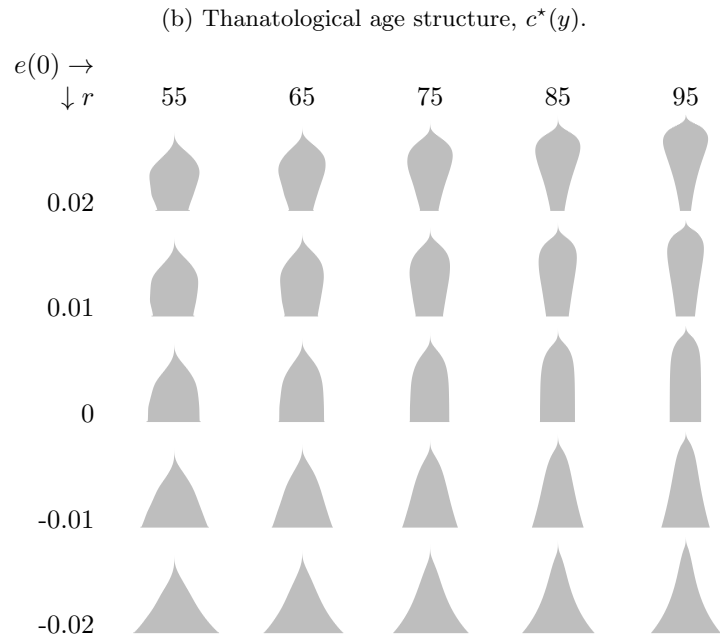 (b) Thanatological age structure, c⋆(y).
e(0) →
↓ r 55 65 75 85 95
0.02
0.01
0
-0.01
-0.02